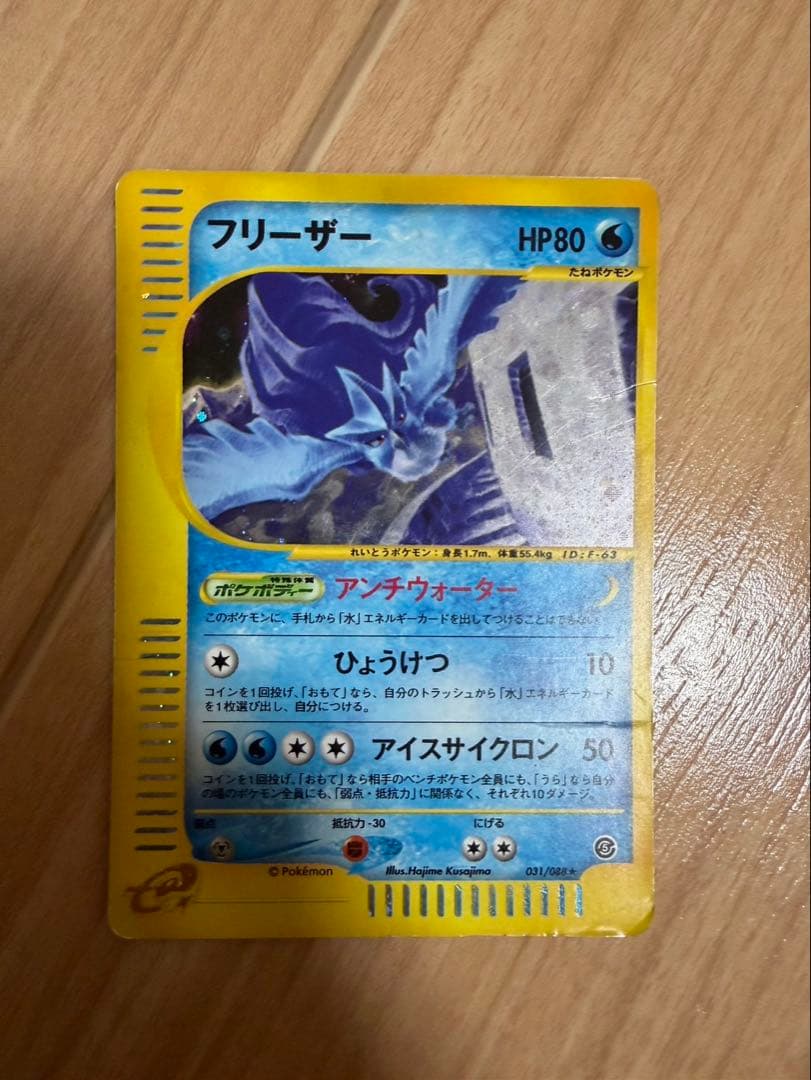 フリーザー HP80
たねポケモン
れいとうポケモン：身長1.7m、体重55.4kg ID:F-63
特殊体質
ポケボディー アンチウォーター
このポケモンに、手札から「水」エネルギーカードを出してつけることはできない。
ひょうけつ 10
コインを1回投げ、「おもて」なら、自分のトラッシュから「水」エネルギーカード
を1枚選び出し、自分につける。
アイスサイクロン 50
コインを1回投げ、「おもて」なら相手のベンチポケモン全員にも、「うら」なら自分
の場のポケモン全員にも、「弱点・抵抗力」に関係なく、それぞれ10ダメージ。
弱点 抵抗力 -30 にげる
© Pokémon Illus.Hajime Kusajima 031/088★